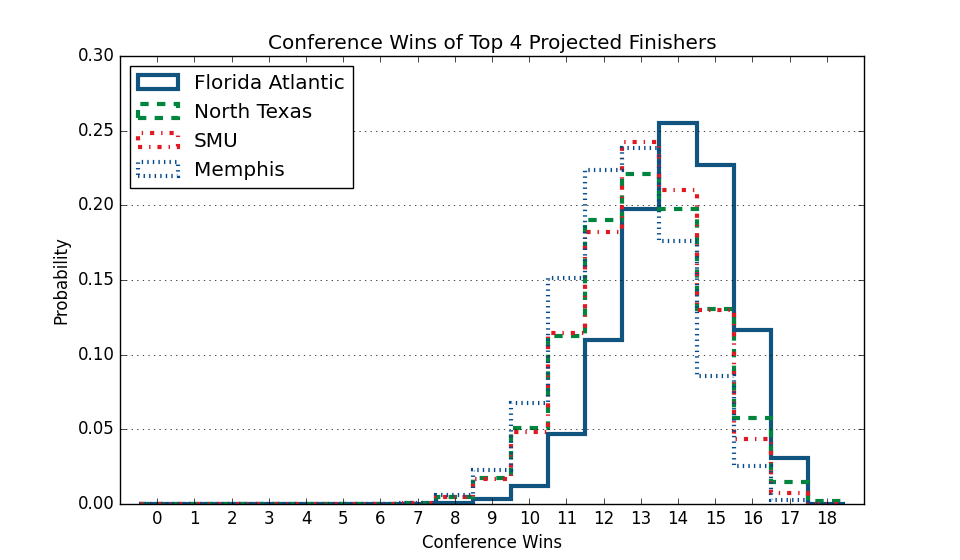 Conference Wins of Top 4 Projected Finishers
0.30
0.25
0.20
0.15
0.10
0.05
0.00
Probability
Florida Atlantic
North Texas
SMU
Memphis
0 1 2 3 4 5 6 7 8 9 10 11 12 13 14 15 16 17 18
Conference Wins